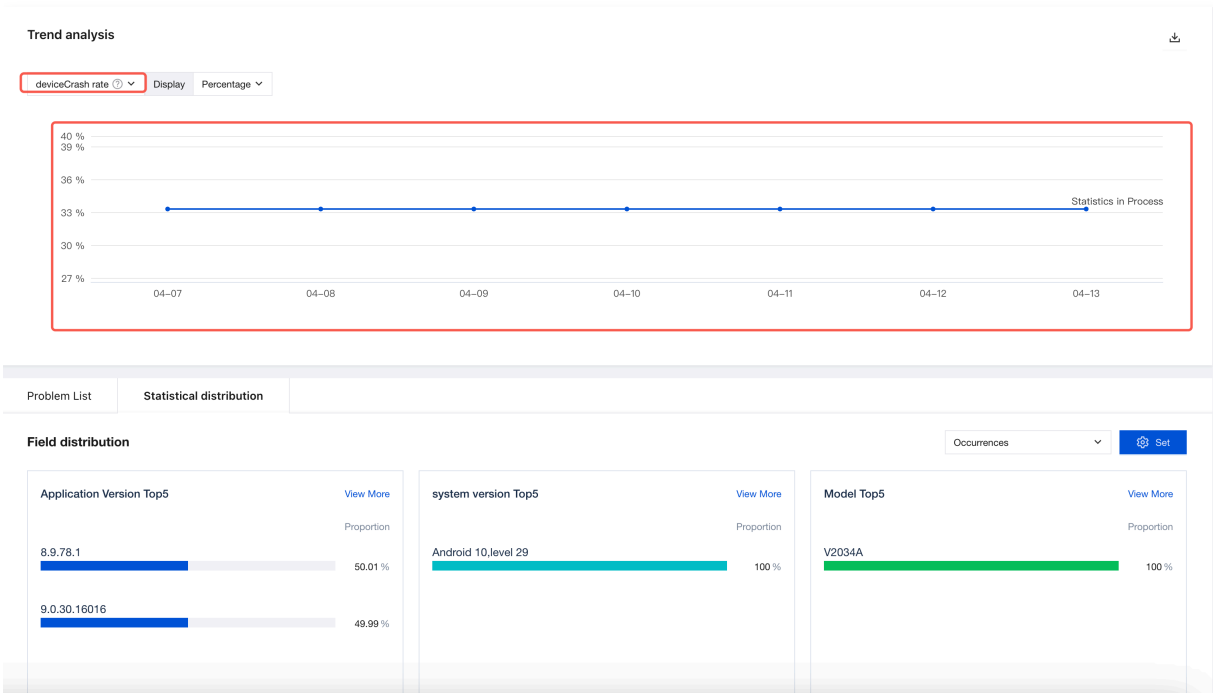 Trend analysis
deviceCrash rate ? Display Percentage
40 %
39 %
36 %
33 %
30 %
27 %
Statistics in Process
04–07 04–08 04–09 04–10 04–11 04–12 04–13
Problem List Statistical distribution
Field distribution Occurrences Set
Application Version Top5 View More
Proportion
8.9.78.1
50.01 %
9.0.30.16016
49.99 %
system version Top5 View More
Proportion
Android 10,level 29
100 %
Model Top5 View More
Proportion
V2034A
100 %